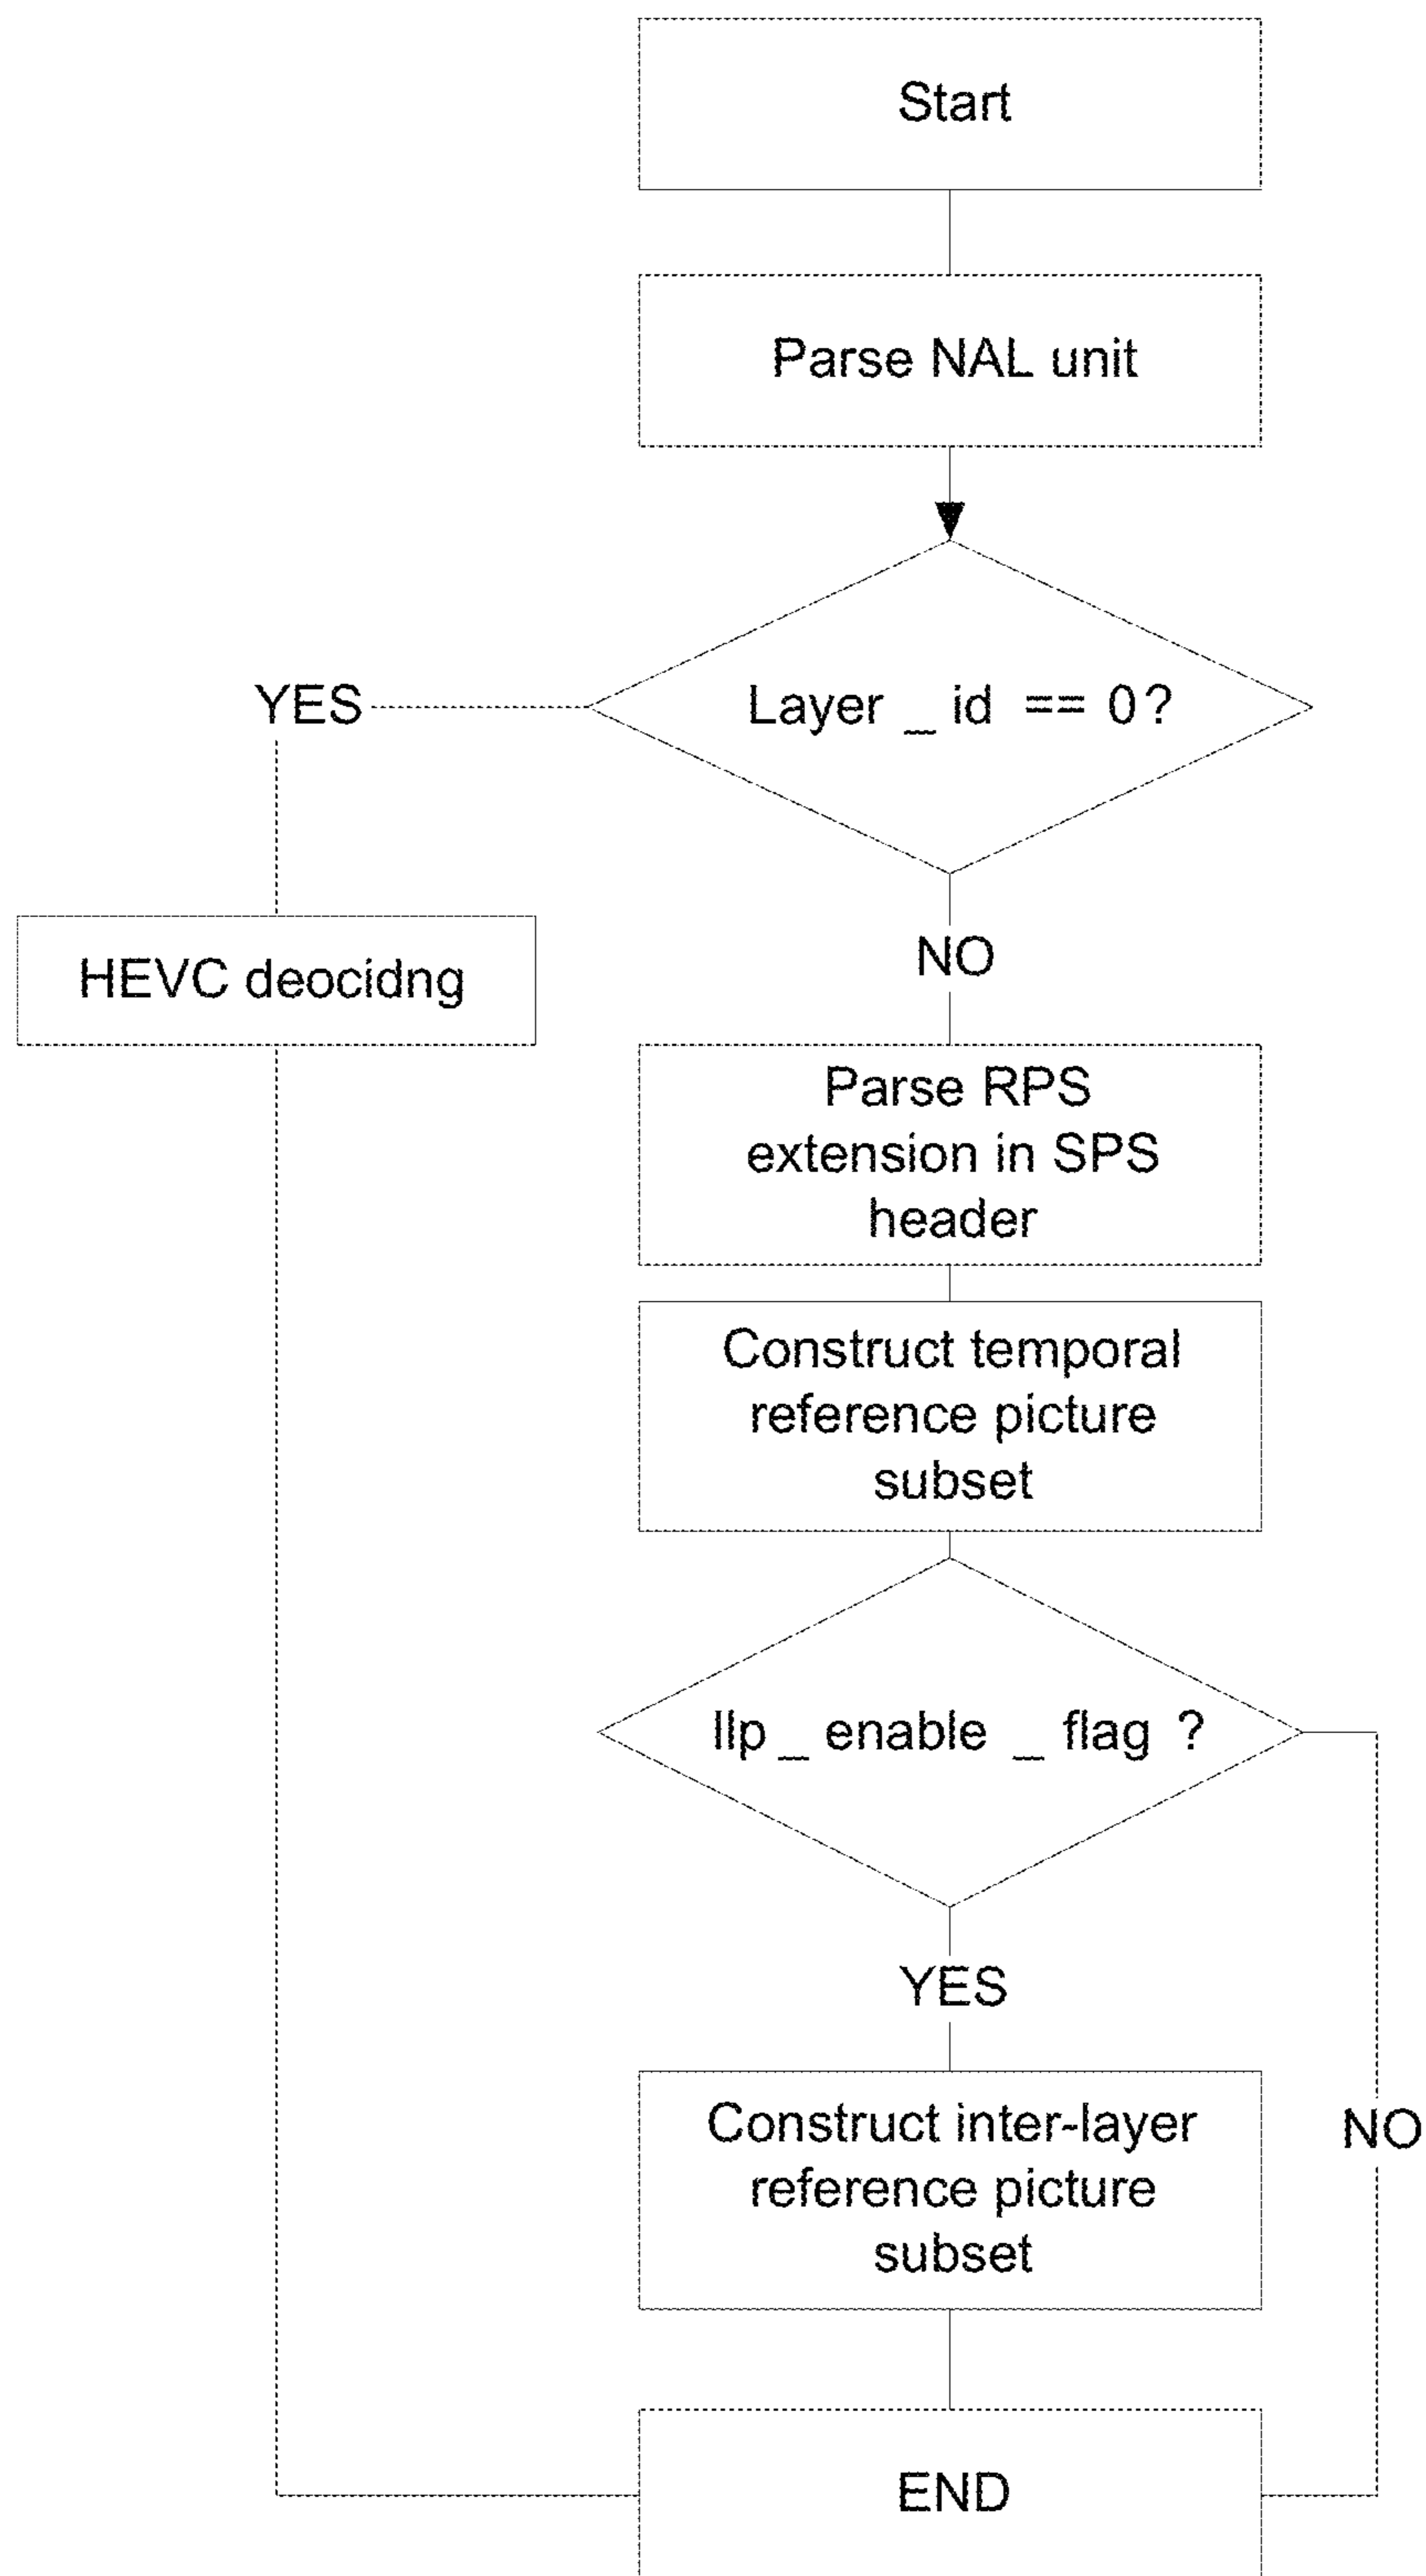 Start
Parse NAL unit
Layer _ id == 0?
YES
NO
HEVC deocidng
Parse RPS
extension in SPS
header
Construct temporal
reference picture
subset
Ilp _ enable _ flag ?
YES
Construct inter-layer
reference picture
subset
NO
END